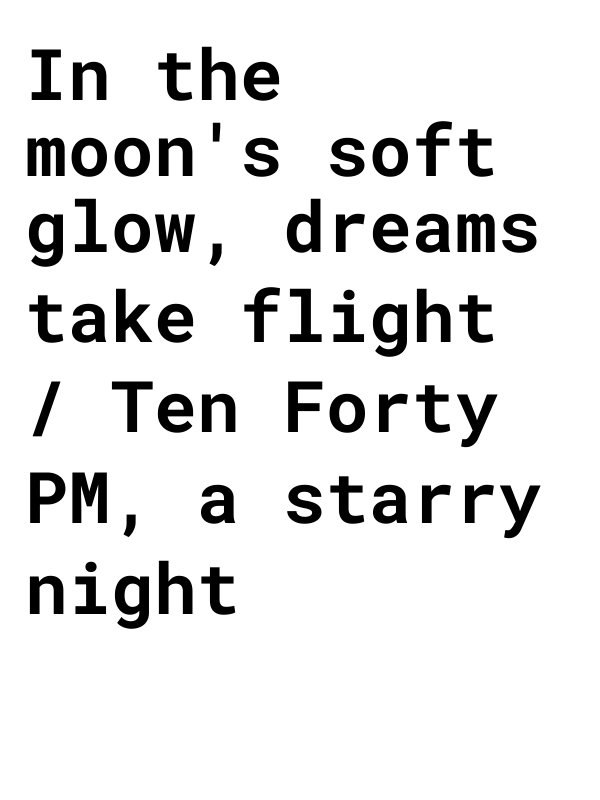 In the
moon's soft
glow, dreams
take flight
/ Ten Forty
PM, a starry
night